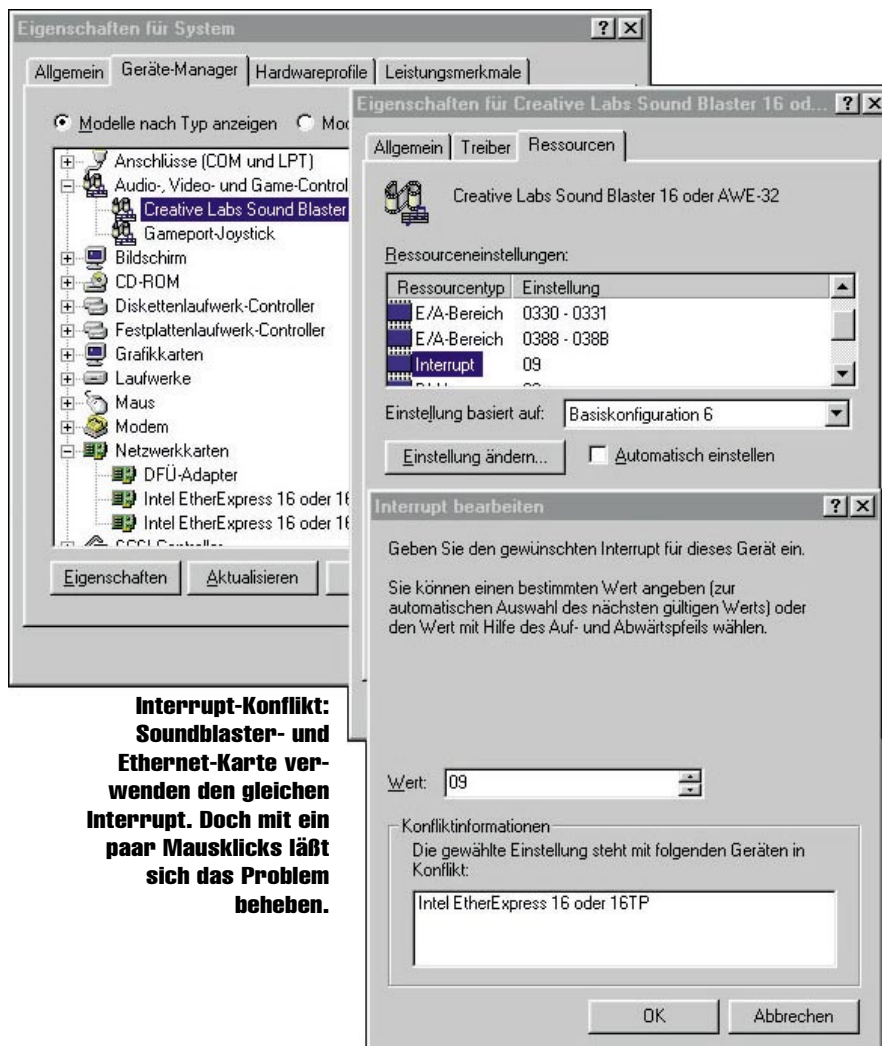 Eigenschaften für System
Allgemein Geräte-Manager Hardwareprofile Leistungsmerkmale
Modelle nach Typ anzeigen
Anschlüsse (COM und LPT)
Audio-, Video- und Game-Control
Creative Labs Sound Blaster
Gameport-Joystick
Bildschirm
CD-ROM
Diskettenlaufwerk-Controller
Festplattenlaufwerk-Controller
Grafikkarten
Laufwerke
Maus
Modem
Netzwerkkarten
DFÜ-Adapter
Intel EtherExpress 16 oder 16
Intel EtherExpress 16 oder 16
Eigenschaften Aktualisieren
Eigenschaften für Creative Labs Sound Blaster 16 od...
Allgemein Treiber Ressourcen
Creative Labs Sound Blaster 16 oder AWE-32
Ressourceneinstellungen:
Ressourcentyp Einstellung
E/A-Bereich 0330 - 0331
E/A-Bereich 0388 - 038B
Interrupt 09
Einstellung basiert auf: Basiskonfiguration 6
Einstellung ändern... Automatisch einstellen
Interrupt bearbeiten
Geben Sie den gewünschten Interrupt für dieses Gerät ein.
Sie können einen bestimmten Wert angeben (zur
automatischen Auswahl des nächsten gültigen Werts) oder
den Wert mit Hilfe des Auf- und Abwärtspfeils wählen.
Wert: 09
Konfliktinformationen
Die gewählte Einstellung steht mit folgenden Geräten in
Konflikt:
Intel EtherExpress 16 oder 16TP
OK Abbrechen
Interrupt-Konflikt:
Soundblaster- und
Ethernet-Karte ver-
wenden den gleichen
Interrupt. Doch mit ein
paar Mausklicks läßt
sich das Problem
beheben.